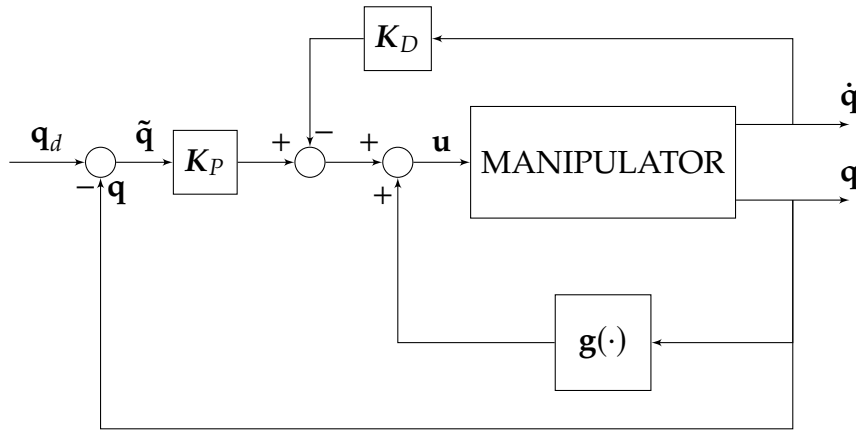 K_D
q̇
q_d
q̃
+
−
+
u
K_P
MANIPULATOR
−
q
+
q
g(·)